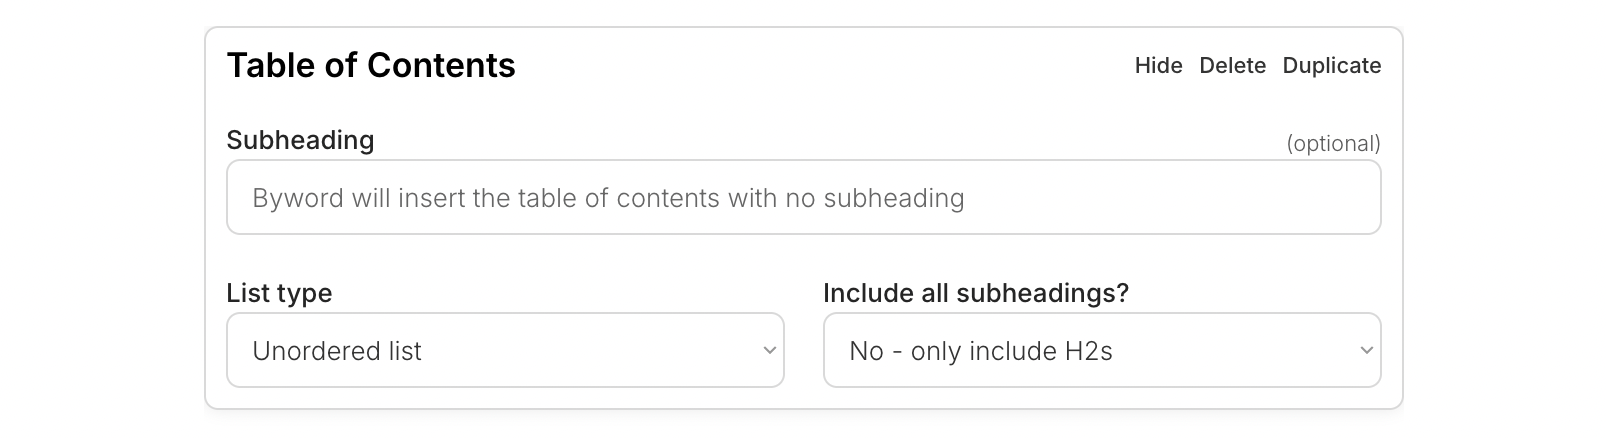 Table of Contents Hide Delete Duplicate
Subheading (optional)
Byword will insert the table of contents with no subheading
List type Include all subheadings?
Unordered list No - only include H2s